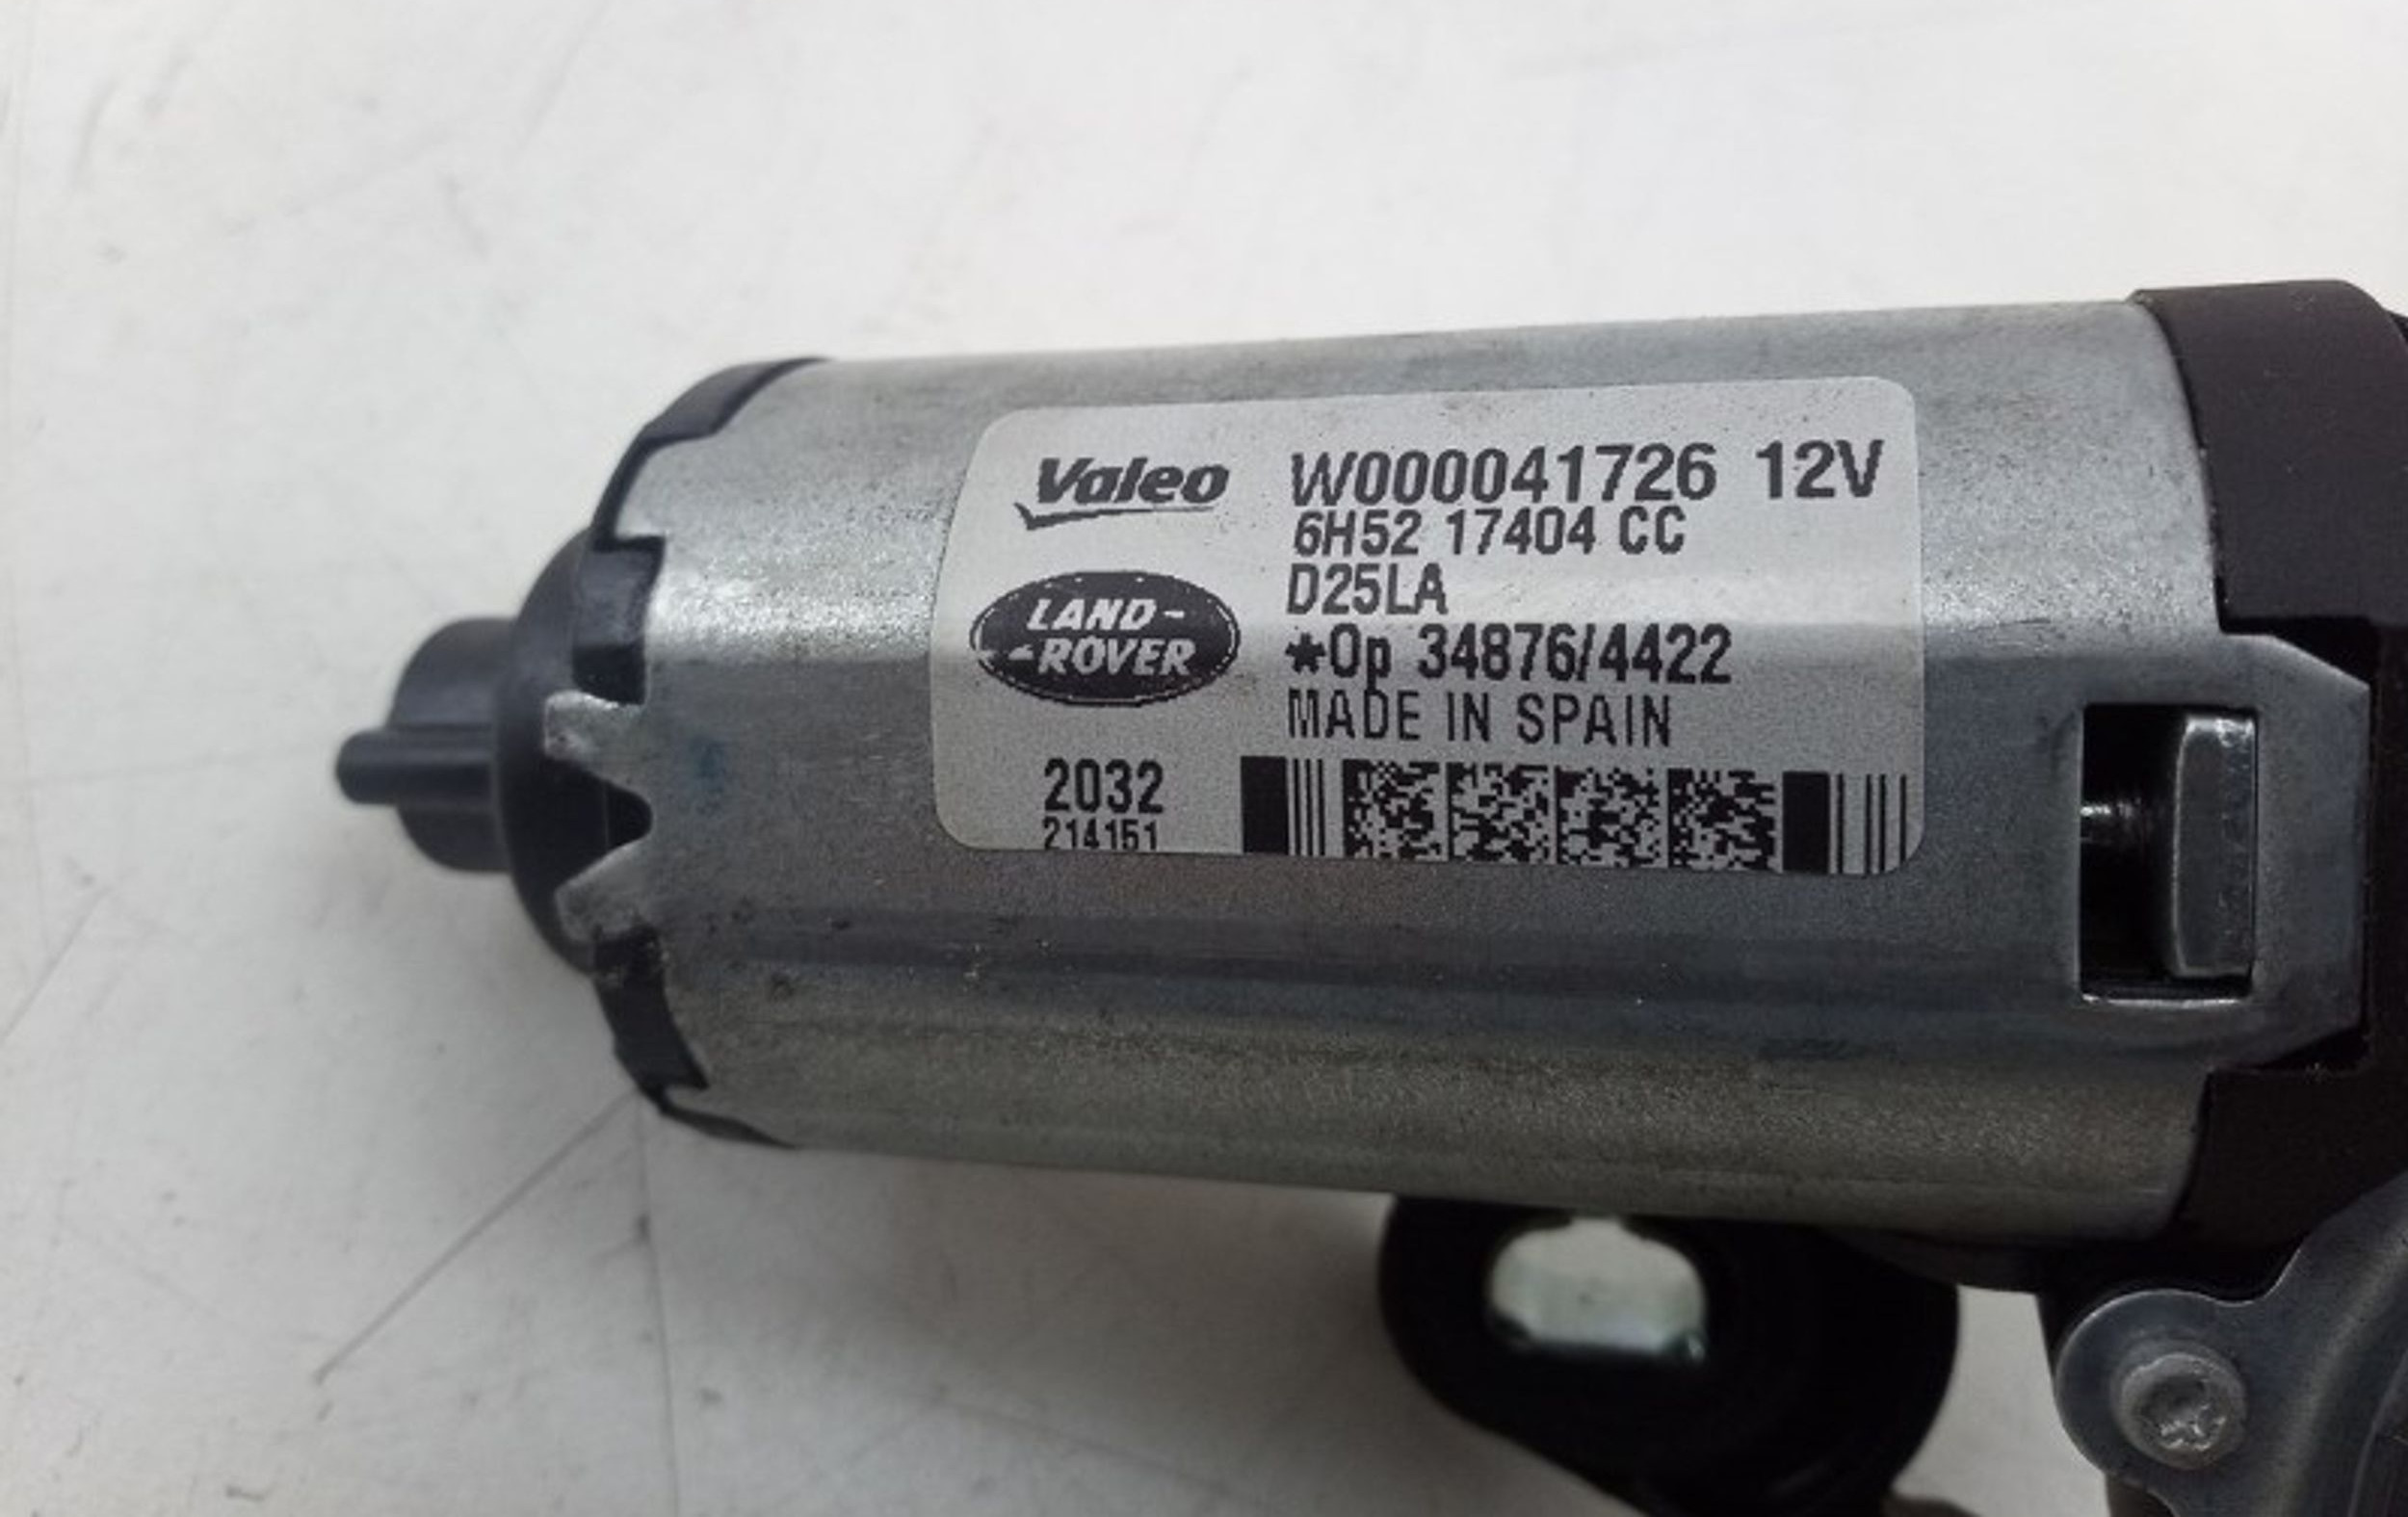 Valeo W000041726 12V
6H52 17404 CC
D25LA
LAND-
-ROVER
*Op 34876/4422
MADE IN SPAIN
2032
214151